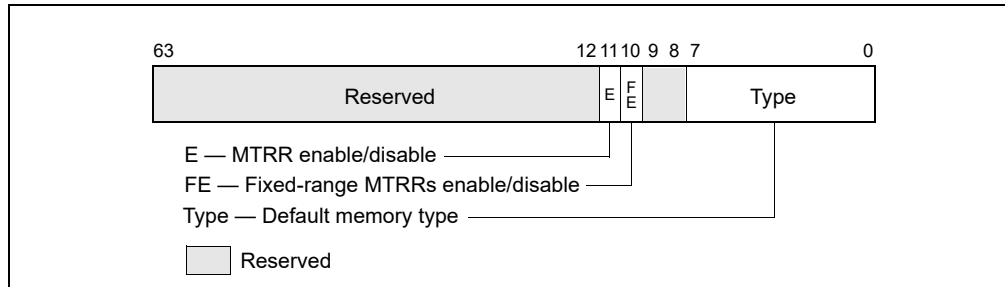 63 12 11 10 9 8 7 0
Reserved E FE Type
E — MTRR enable/disable
FE — Fixed-range MTRRs enable/disable
Type — Default memory type
Reserved